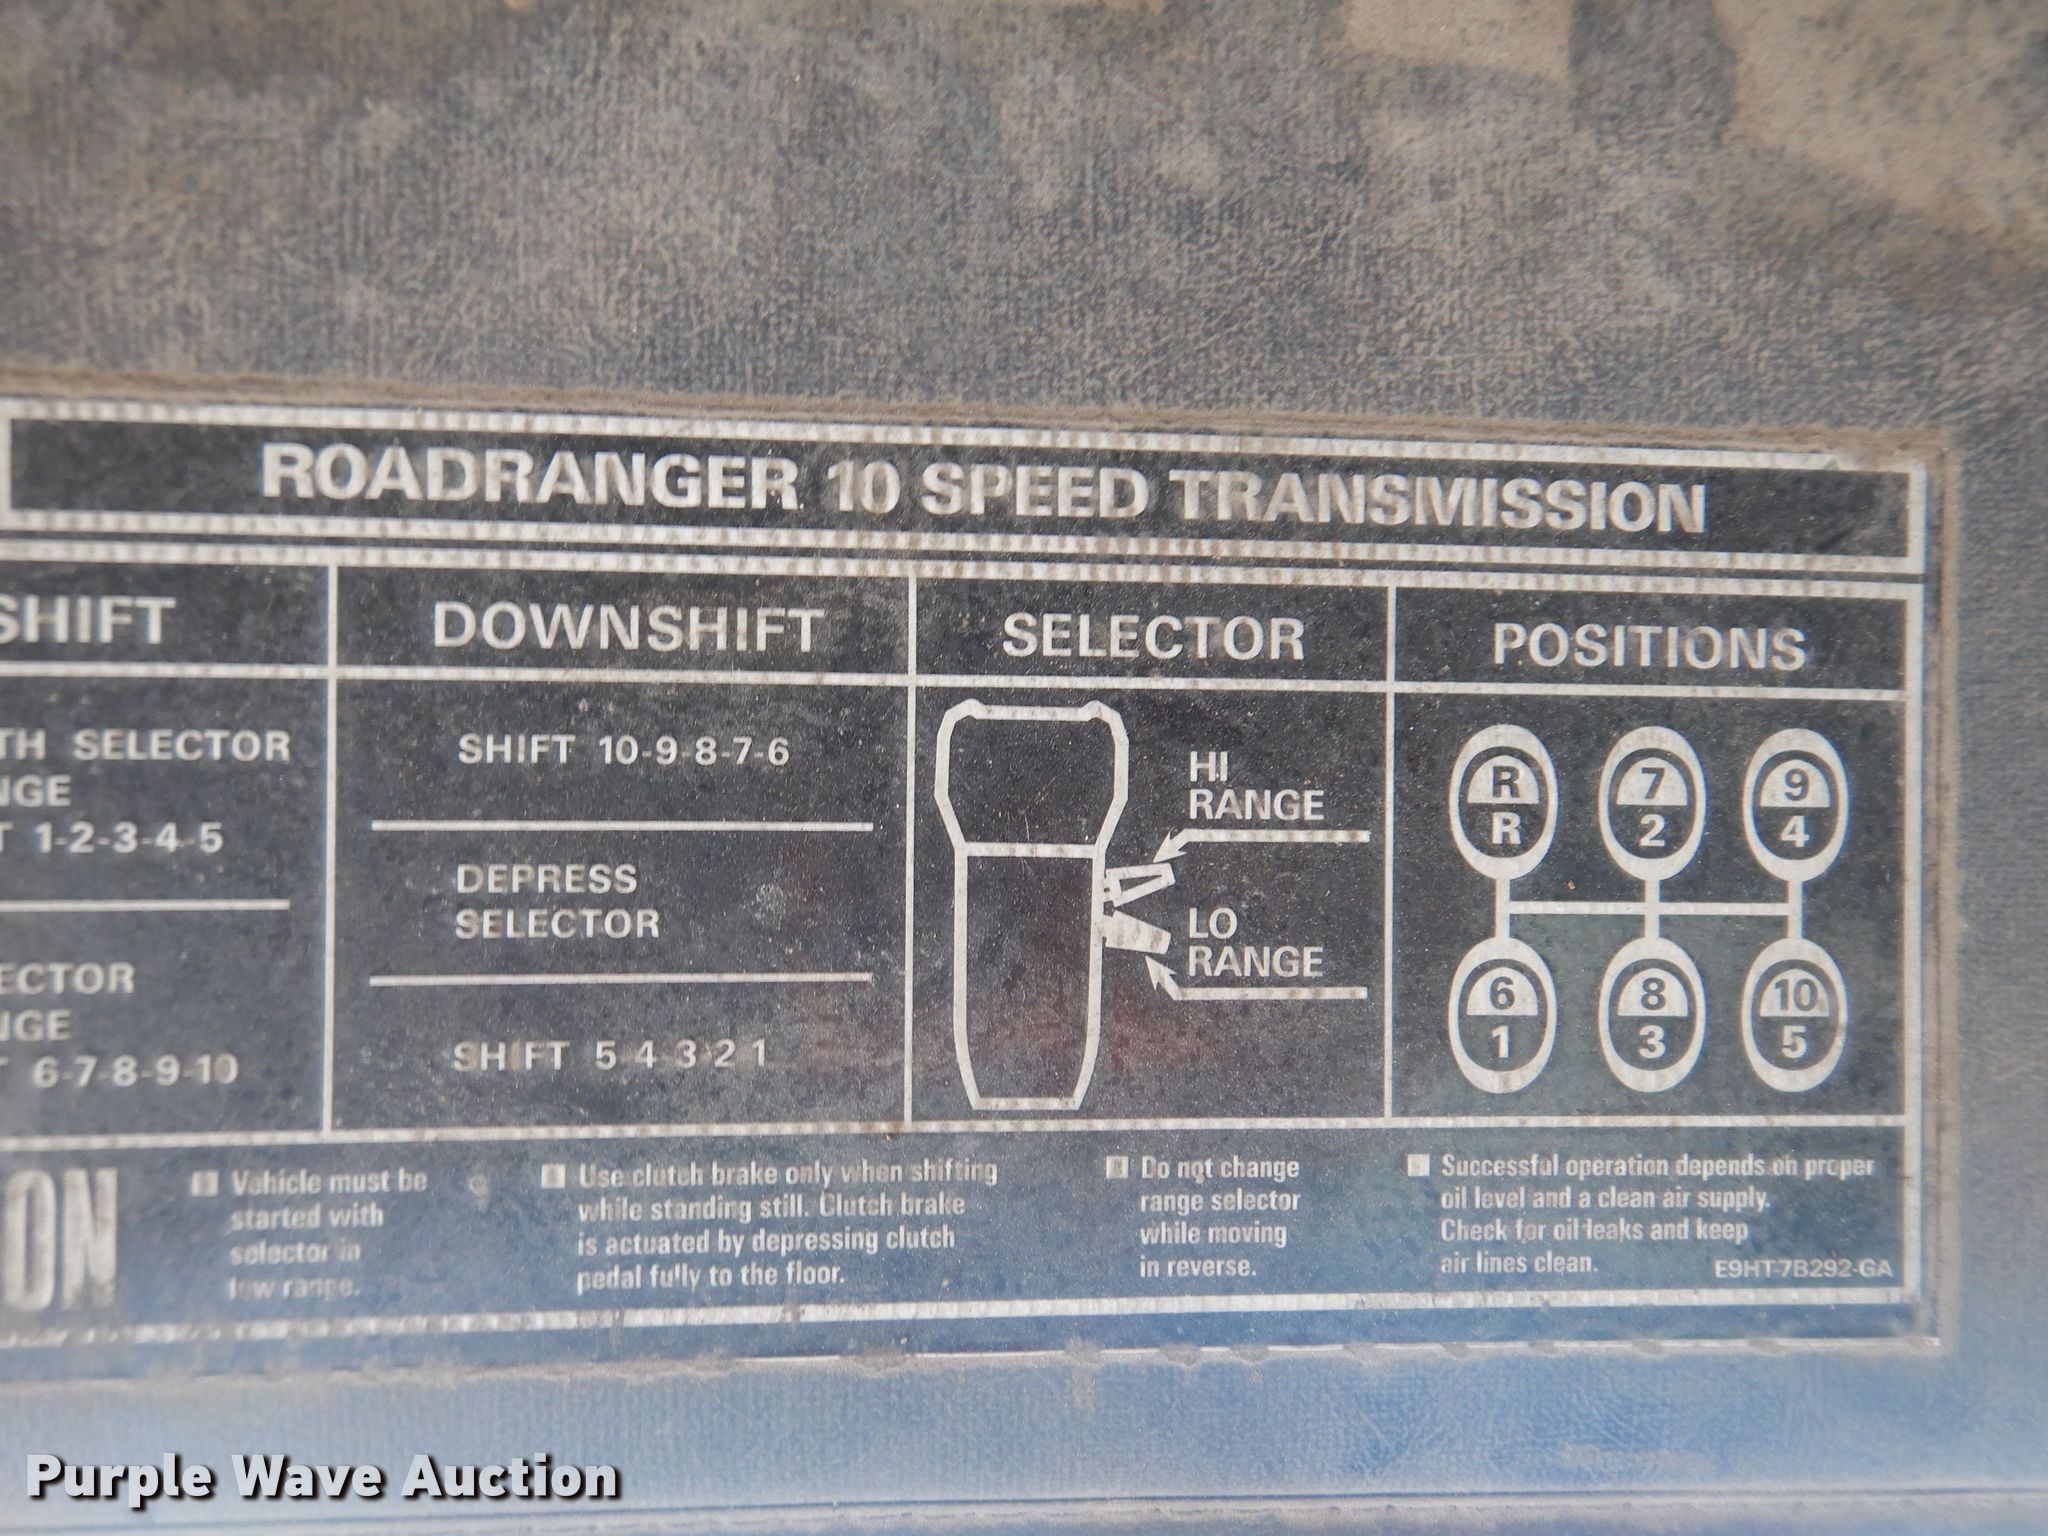 ROADRANGER 10 SPEED TRANSMISSION
SHIFT
TH SELECTOR
NGE
T 1-2-3-4-5
ECTOR
NGE
T 6-7-8-9-10
DOWNSHIFT
SHIFT 10-9-8-7-6
DEPRESS
SELECTOR
SHIFT 5 4-3-2 1
SELECTOR
HI
RANGE
LO
RANGE
POSITIONS
R 7 9
R 2 4
6 8 10
1 3 5
ON
Vehicle must be
started with
selector in
low range.
Use clutch brake only when shifting
while standing still. Clutch brake
is actuated by depressing clutch
pedal fully to the floor.
Do not change
range selector
while moving
in reverse.
Successful operation depends on proper
oil level and a clean air supply.
Check for oil leaks and keep
air lines clean.
E9HT-7B292-GA
Purple Wave Auction